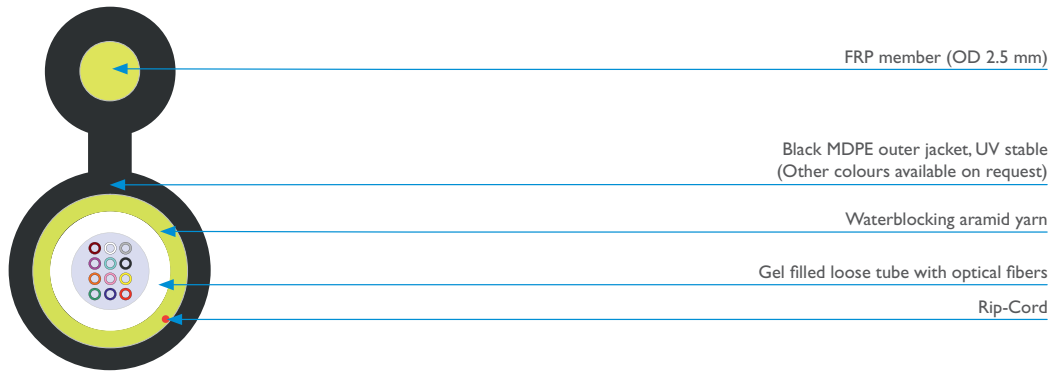 FRP member (OD 2.5 mm)
Black MDPE outer jacket, UV stable
(Other colours available on request)
Waterblocking aramid yarn
Gel filled loose tube with optical fibers
Rip-Cord